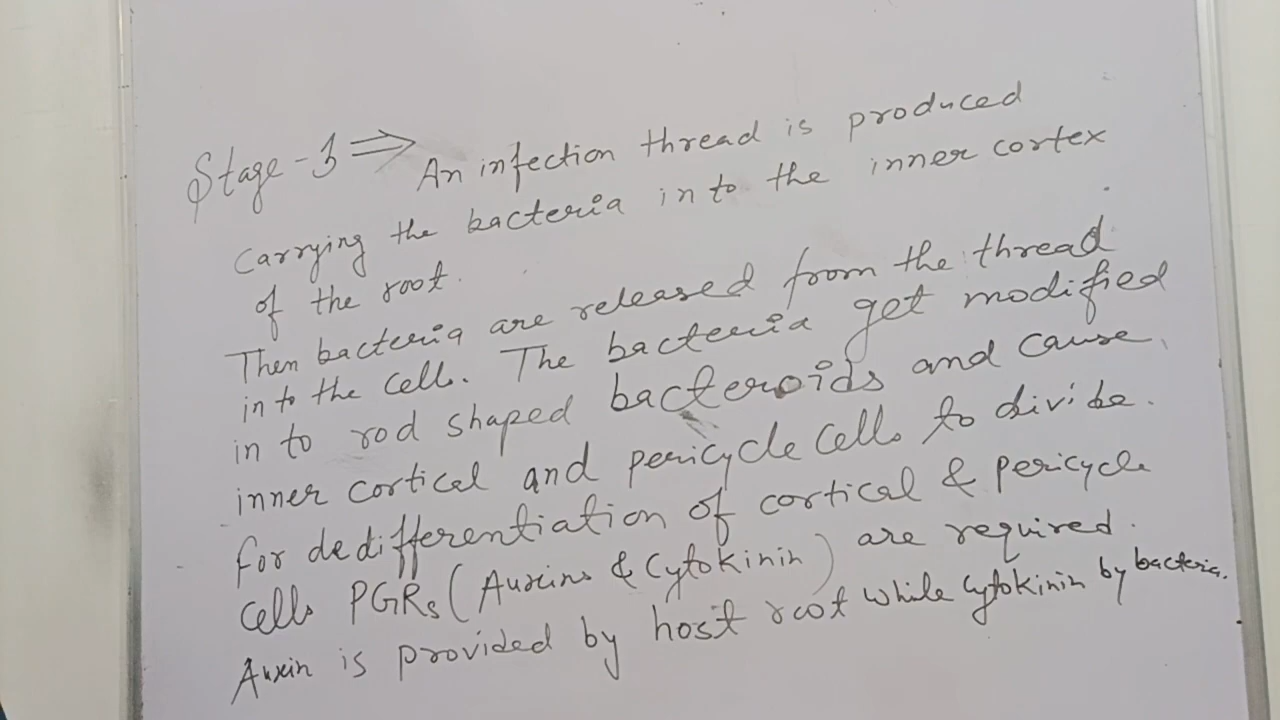 Stage-3 ⇒ An infection thread is produced
carrying the bacteria in to the inner cortex
of the root.
Then bacteria are released from the thread
in to the cells. The bacteria get modified
in to rod shaped bacteroids and cause
inner cortical and pericycle cells to divide.
For dedifferentiation of cortical & pericycle
cells PGRs (Auxins & Cytokinin) are required.
Auxin is provided by host root while Cytokinin by bacteria.